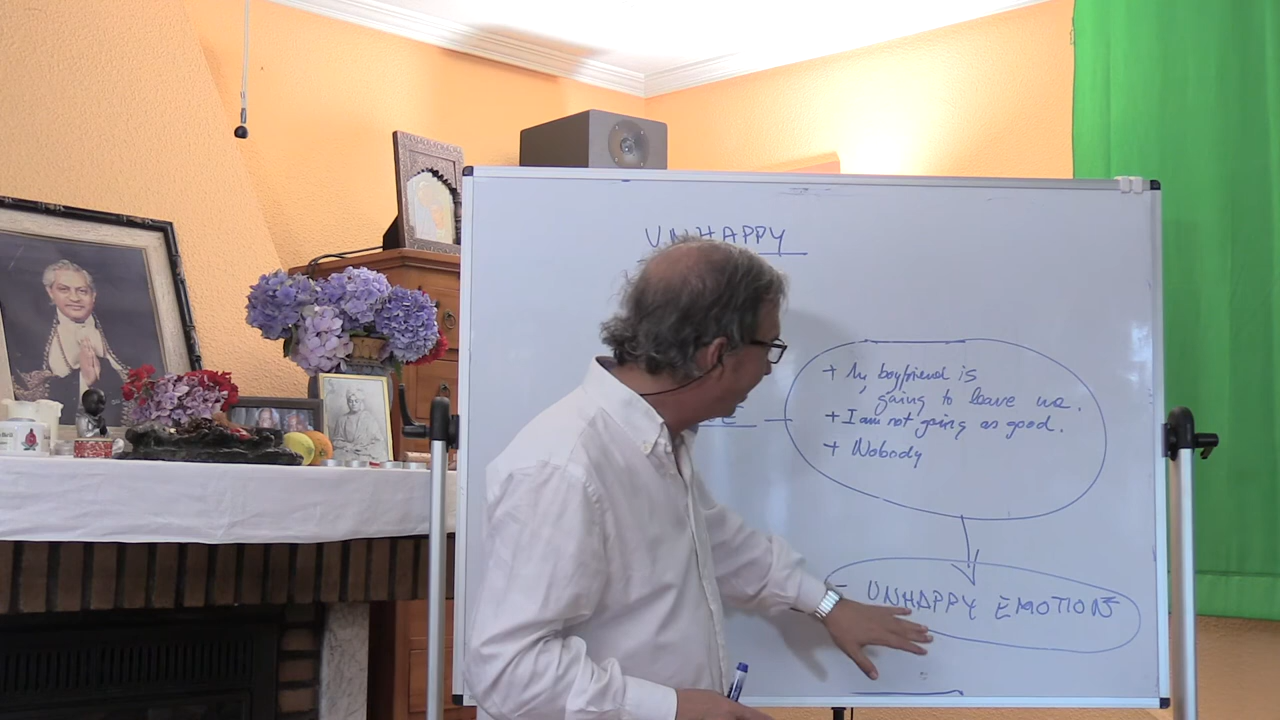 UNHAPPY
+ My boyfriend is
going to leave me.
+ I am not going as good.
+ Nobody
- UNHAPPY EMOTION